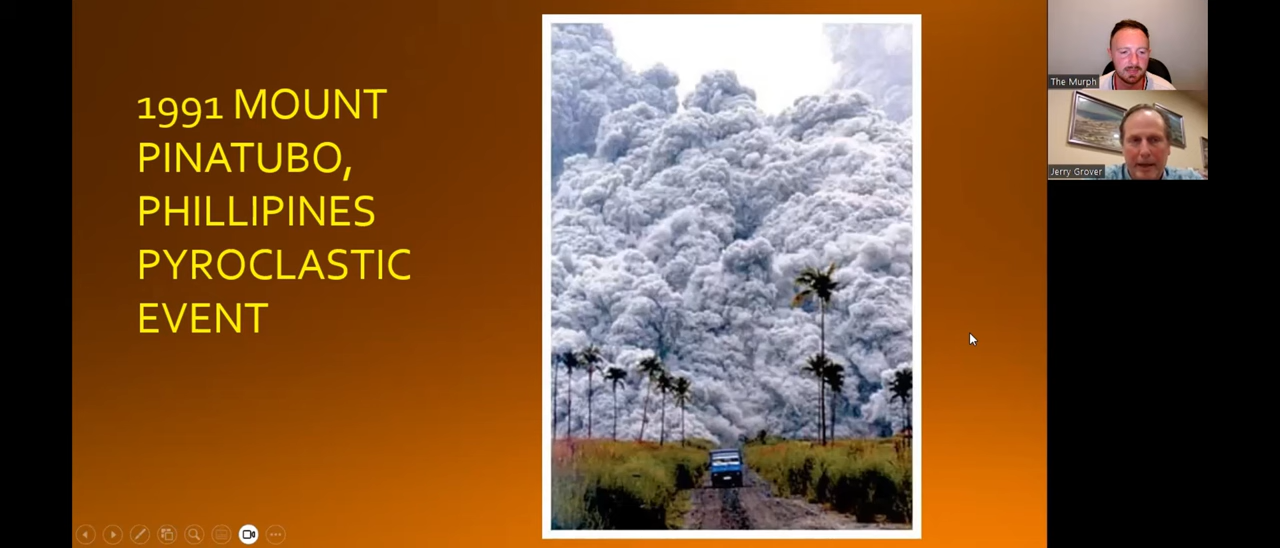 1991 MOUNT
PINATUBO,
PHILLIPINES
PYROCLASTIC
EVENT
The Murph
Jerry Grover